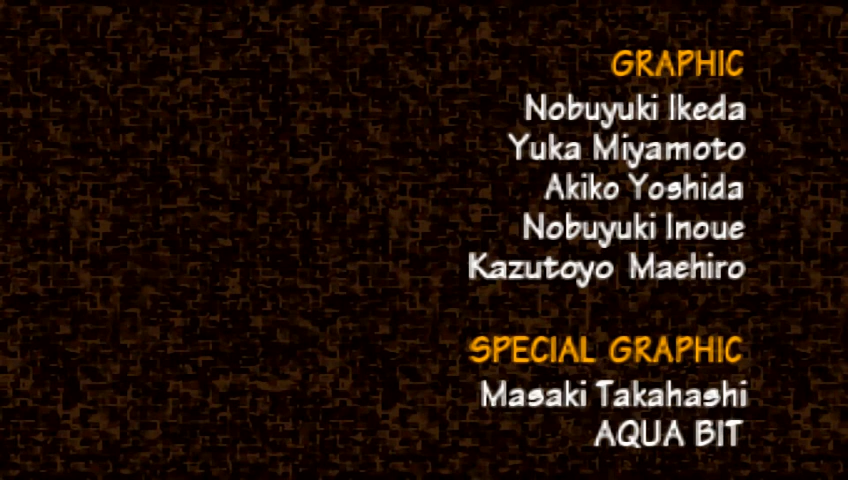 GRAPHIC
Nobuyuki Ikeda
Yuka Miyamoto
Akiko Yoshida
Nobuyuki Inoue
Kazutoyo Maehiro
SPECIAL GRAPHIC
Masaki Takahashi
AQUA BIT